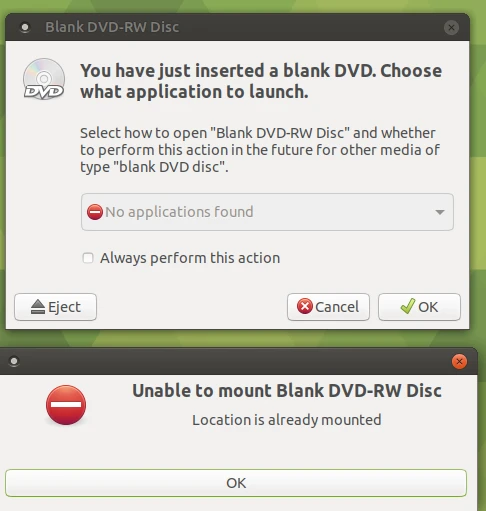 Blank DVD-RW Disc
You have just inserted a blank DVD. Choose
what application to launch.
DVD
Select how to open "Blank DVD-RW Disc" and whether
to perform this action in the future for other media of
type "blank DVD disc".
No applications found
Always perform this action
Eject
Cancel
OK
Unable to mount Blank DVD-RW Disc
Location is already mounted
OK